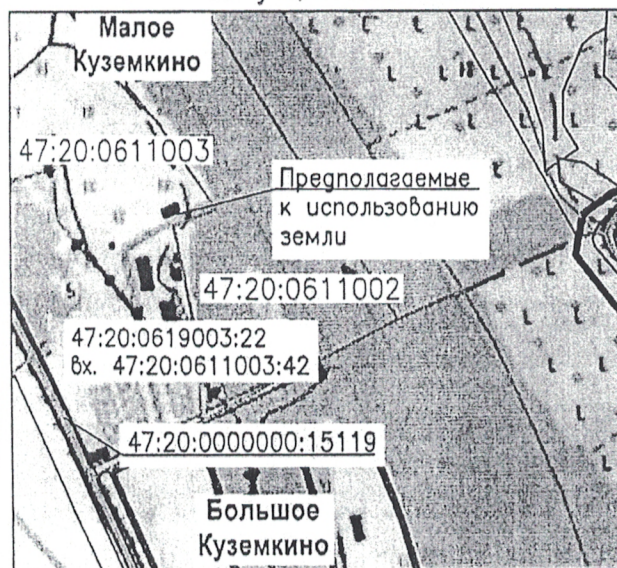 Малое
Куземкино
47:20:0611003
Предполагаемые
к использованию
земли
47:20:0611002
47:20:0619003:22
вх. 47:20:0611003:42
47:20:0000000:15119
Большое
Куземкино